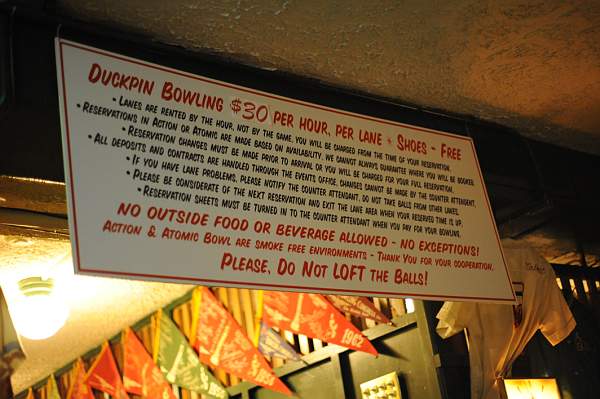 DUCKPIN BOWLING $30 PER HOUR, PER LANE • SHOES - FREE
• LANES ARE RENTED BY THE HOUR, NOT BY THE GAME, YOU WILL BE CHARGED FROM THE TIME OF YOUR RESERVATION.
• RESERVATIONS IN ACTION OR ATOMIC ARE MADE BASED ON AVAILABILITY. WE CANNOT ALWAYS GUARANTEE WHERE YOU WILL BE BOOKED.
• RESERVATION CHANGES MUST BE MADE PRIOR TO ARRIVAL OR YOU WILL BE CHARGED FOR YOUR FULL RESERVATION.
• ALL DEPOSITS AND CONTRACTS ARE HANDLED THROUGH THE EVENTS OFFICE, CHANGES CANNOT BE MADE BY THE COUNTER ATTENDENT.
• IF YOU HAVE LANE PROBLEMS, PLEASE NOTIFY THE COUNTER ATTENDENT, DO NOT TAKE BALLS FROM OTHER LANES.
• PLEASE BE CONSIDERATE OF THE NEXT RESERVATION AND EXIT THE LANE AREA WHEN YOUR RESERVED TIME IS UP.
• RESERVATION SHEETS MUST BE TURNED IN TO THE COUNTER ATTENDANT WHEN YOU PAY FOR YOUR BOWLING.
NO OUTSIDE FOOD OR BEVERAGE ALLOWED - NO EXCEPTIONS!
ACTION & ATOMIC BOWL ARE SMOKE FREE ENVIRONMENTS - THANK YOU FOR YOUR COOPERATION.
PLEASE, DO NOT LOFT THE BALLS!
1962